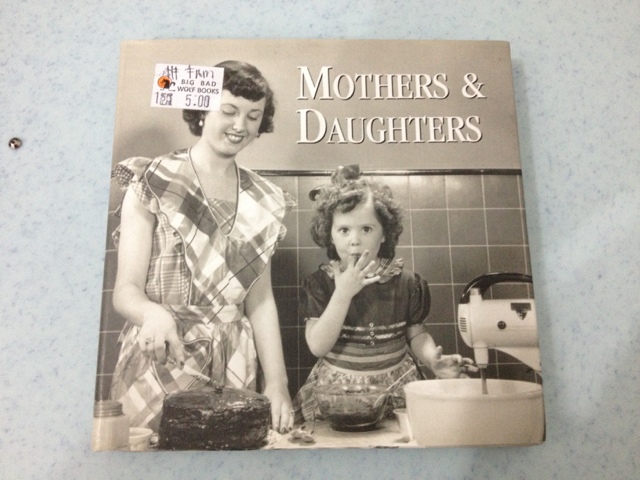 BIG BAD
WOLF BOOKS
5.00
MOTHERS &
DAUGHTERS